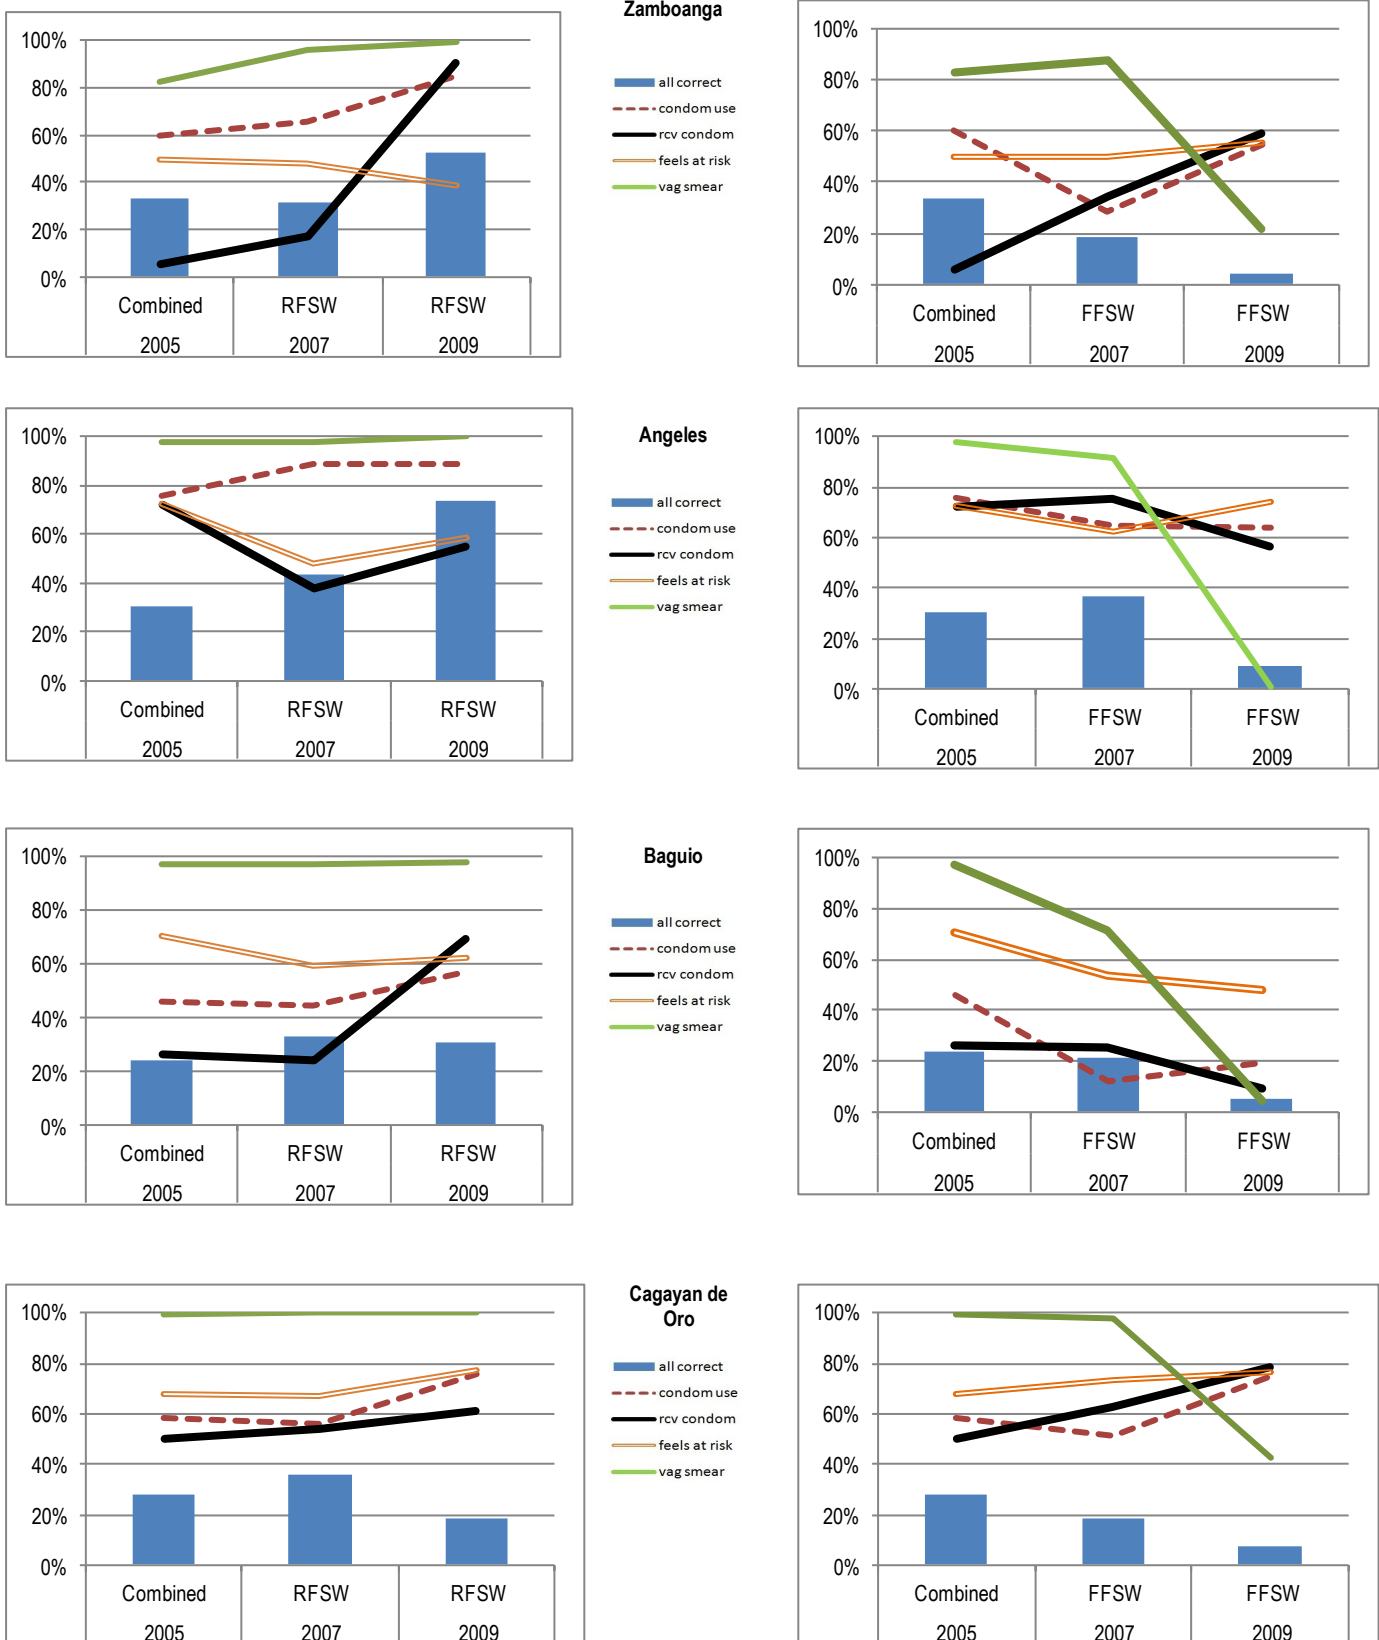 Zamboanga
100%
80%
60%
40%
20%
0%
Combined RFSW RFSW
2005 2007 2009
all correct
condom use
rcv condom
feels at risk
vag smear
100%
80%
60%
40%
20%
0%
Combined FFSW FFSW
2005 2007 2009
100%
80%
60%
40%
20%
0%
Combined RFSW RFSW
2005 2007 2009
Angeles
all correct
condom use
rcv condom
feels at risk
vag smear
100%
80%
60%
40%
20%
0%
Combined FFSW FFSW
2005 2007 2009
100%
80%
60%
40%
20%
0%
Combined RFSW RFSW
2005 2007 2009
Baguio
all correct
condom use
rcv condom
feels at risk
vag smear
100%
80%
60%
40%
20%
0%
Combined FFSW FFSW
2005 2007 2009
100%
80%
60%
40%
20%
0%
Combined RFSW RFSW
2005 2007 2009
Cagayan de
Oro
all correct
condom use
rcv condom
feels at risk
vag smear
100%
80%
60%
40%
20%
0%
Combined FFSW FFSW
2005 2007 2009